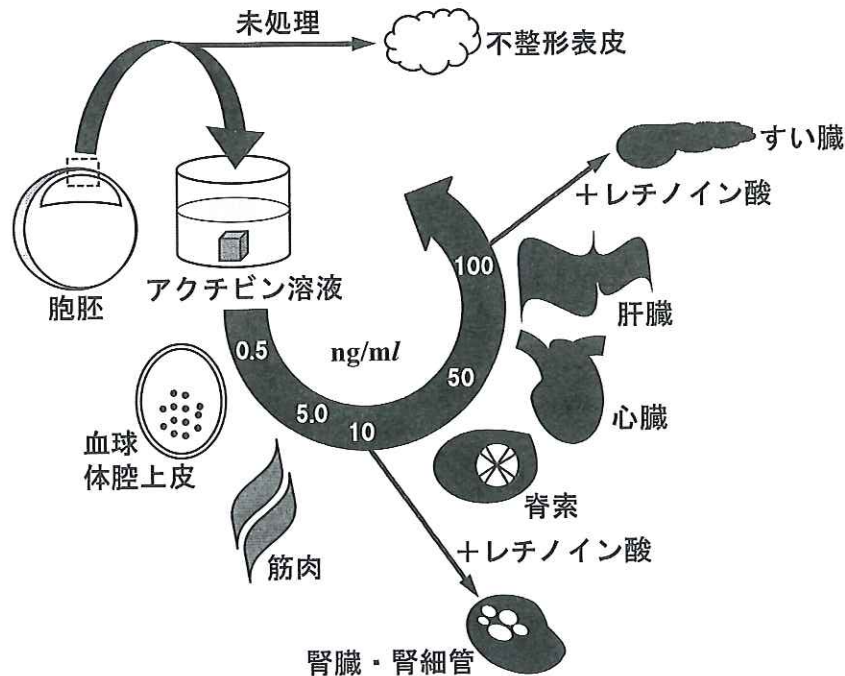 未処理
不整形表皮
すい臓
+レチノイン酸
胞胚
アクチビン溶液
100
肝臓
ng/ml
0.5
50
5.0
10
心臓
血球
体腔上皮
脊索
筋肉
+レチノイン酸
腎臓・腎細管